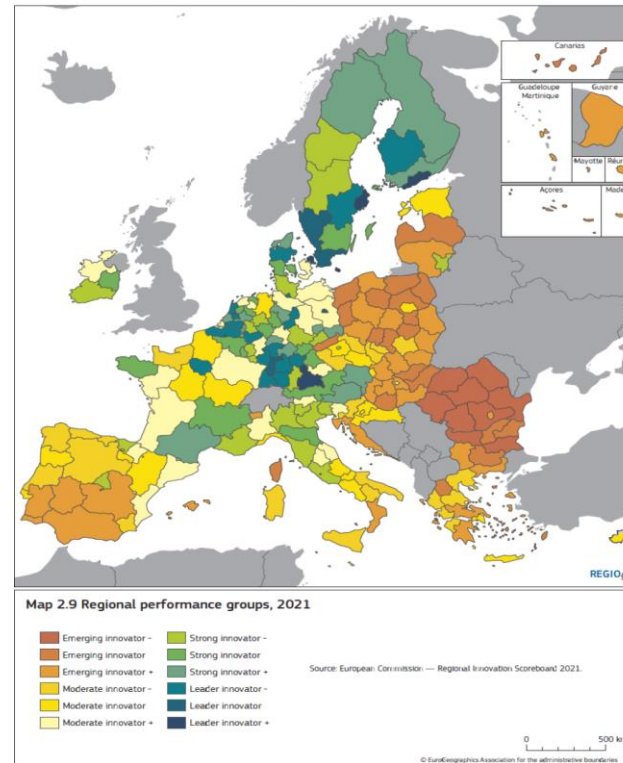 Canarias
Guadeloupe
Martinique
Guyane
Mayotte
Açores
REGIO
Map 2.9 Regional performance groups, 2021
Emerging innovator -
Emerging innovator
Emerging innovator +
Moderate innovator -
Moderate innovator
Moderate innovator +
Strong innovator -
Strong innovator
Strong innovator +
Leader innovator -
Leader innovator
Leader innovator +
Source: European Commission — Regional Innovation Scoreboard 2021.
0 500
© EuroGeographics Association for the administrative boundaries